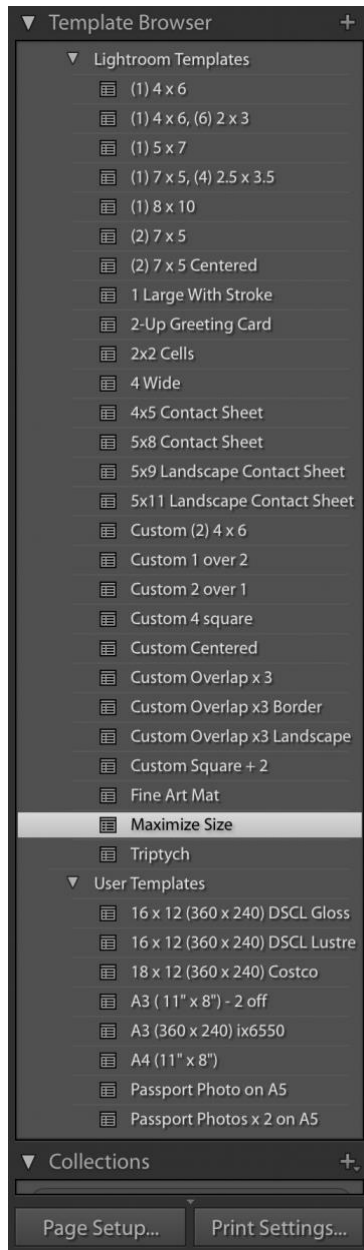 Template Browser
Lightroom Templates
(1) 4 x 6
(1) 4 x 6, (6) 2 x 3
(1) 5 x 7
(1) 7 x 5, (4) 2.5 x 3.5
(1) 8 x 10
(2) 7 x 5
(2) 7 x 5 Centered
1 Large With Stroke
2-Up Greeting Card
2x2 Cells
4 Wide
4x5 Contact Sheet
5x8 Contact Sheet
5x9 Landscape Contact Sheet
5x11 Landscape Contact Sheet
Custom (2) 4 x 6
Custom 1 over 2
Custom 2 over 1
Custom 4 square
Custom Centered
Custom Overlap x 3
Custom Overlap x3 Border
Custom Overlap x3 Landscape
Custom Square + 2
Fine Art Mat
Maximize Size
Triptych
User Templates
16 x 12 (360 x 240) DSCL Gloss
16 x 12 (360 x 240) DSCL Lustre
18 x 12 (360 x 240) Costco
A3 ( 11" x 8") - 2 off
A3 (360 x 240) ix6550
A4 (11" x 8")
Passport Photo on A5
Passport Photos x 2 on A5
Collections
Page Setup... Print Settings...